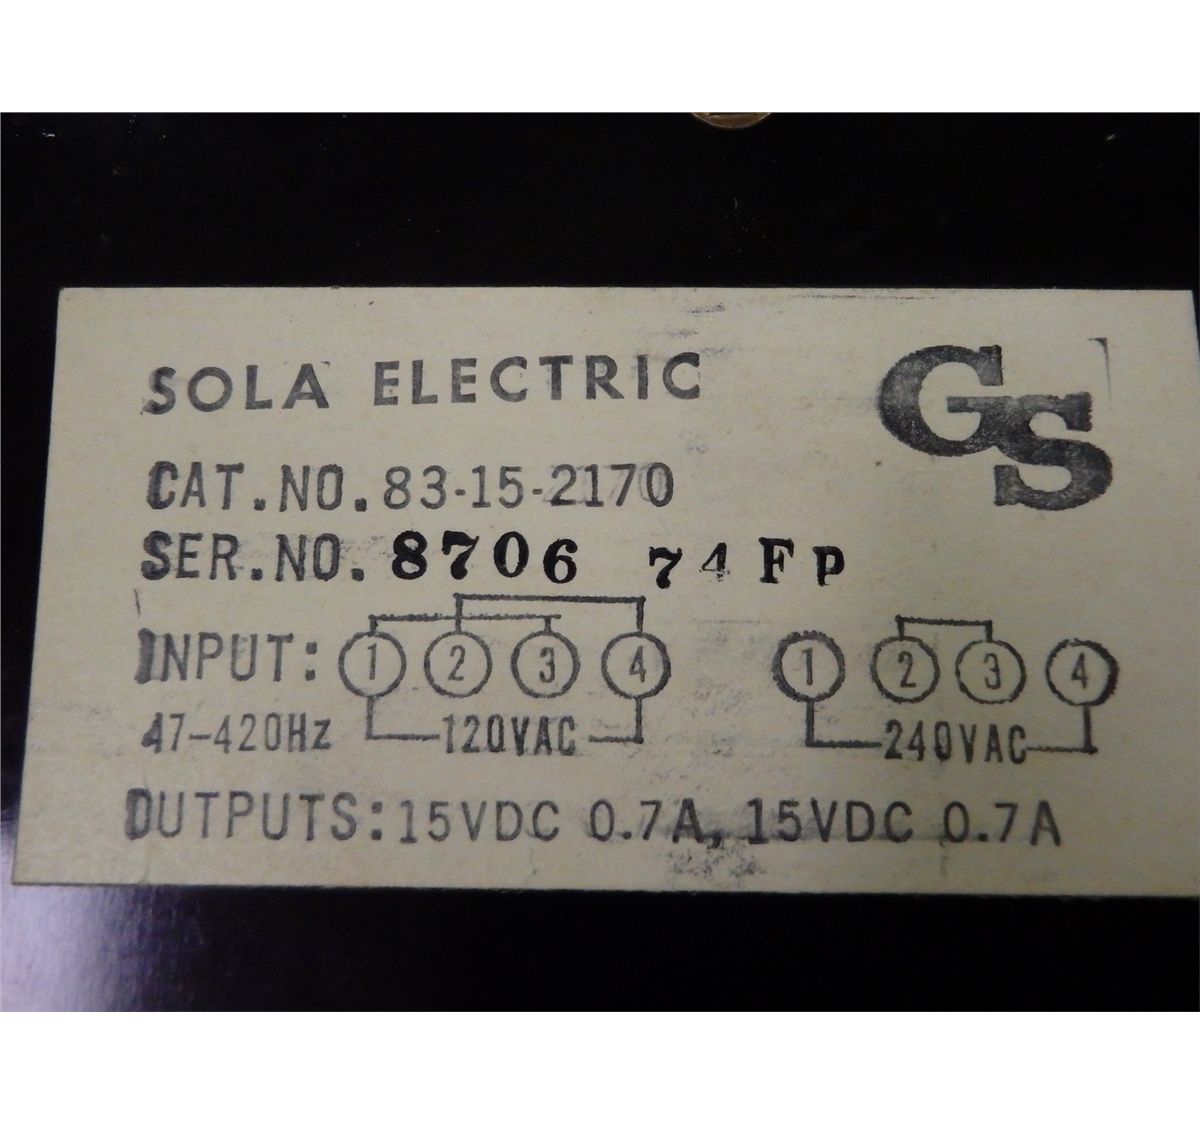 SOLA ELECTRIC
GS
CAT.NO.83-15-2170
SER.NO. 8706 74FP
INPUT: 1 2 3 4 1 2 3 4
47-420Hz 120VAC 240VAC
OUTPUTS:15VDC 0.7A, 15VDC 0.7A